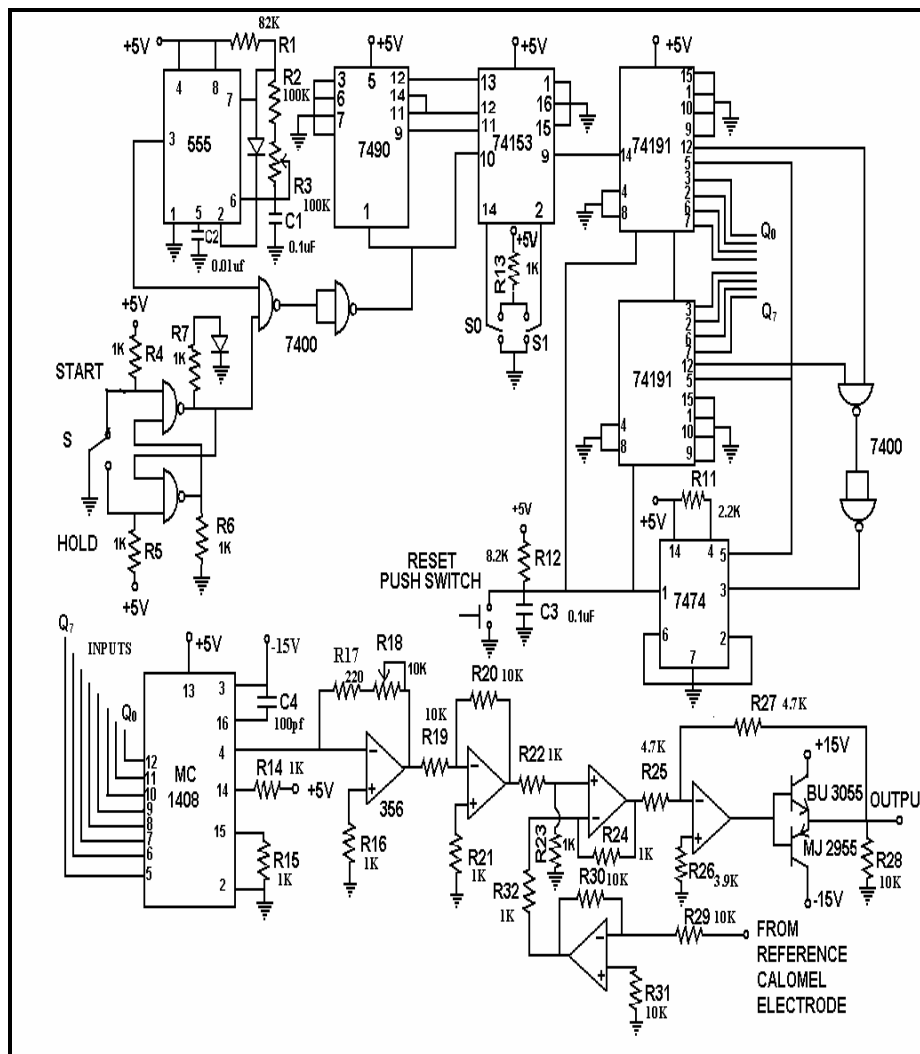 82K
+5V
R1
4
8
7
R2
100K
3
555
6
R3
100K
1
5
2
C2
0.01uf
C1
0.1uF
+5V
5
3
6
7
12
14
11
9
7490
1
+5V
13
12
11
10
74153
1
16
15
9
14
2
+5V
R13
1K
S0
S1
+5V
14
74191
4
8
15
1
10
9
12
5
3
2
6
7
Q0
Q7
3
2
6
7
12
5
74191
15
1
10
9
4
8
7400
+5V
1K
R4
START
S
HOLD
1K
R5
+5V
R7
1K
R6
1K
7400
R11
+5V
2.2K
14
4
5
1
3
7474
6
2
7
+5V
8.2K
R12
RESET
PUSH SWITCH
C3
0.1uF
Q7
INPUTS
Q0
+5V
-15V
13
3
C4
16
100pf
4
MC
1408
14
R14
1K
+5V
15
R15
1K
2
12
11
10
9
8
7
6
5
R17
220
R18
10K
356
R16
1K
10K
R19
R20
10K
R21
1K
R22
1K
R23
1K
R24
1K
4.7K
R25
R26
3.9K
R27
4.7K
+15V
BU 3055
OUTPU
MJ 2955
-15V
R28
10K
R32
1K
R30
10K
R29
10K
R31
10K
FROM
REFERENCE
CALOMEL
ELECTRODE